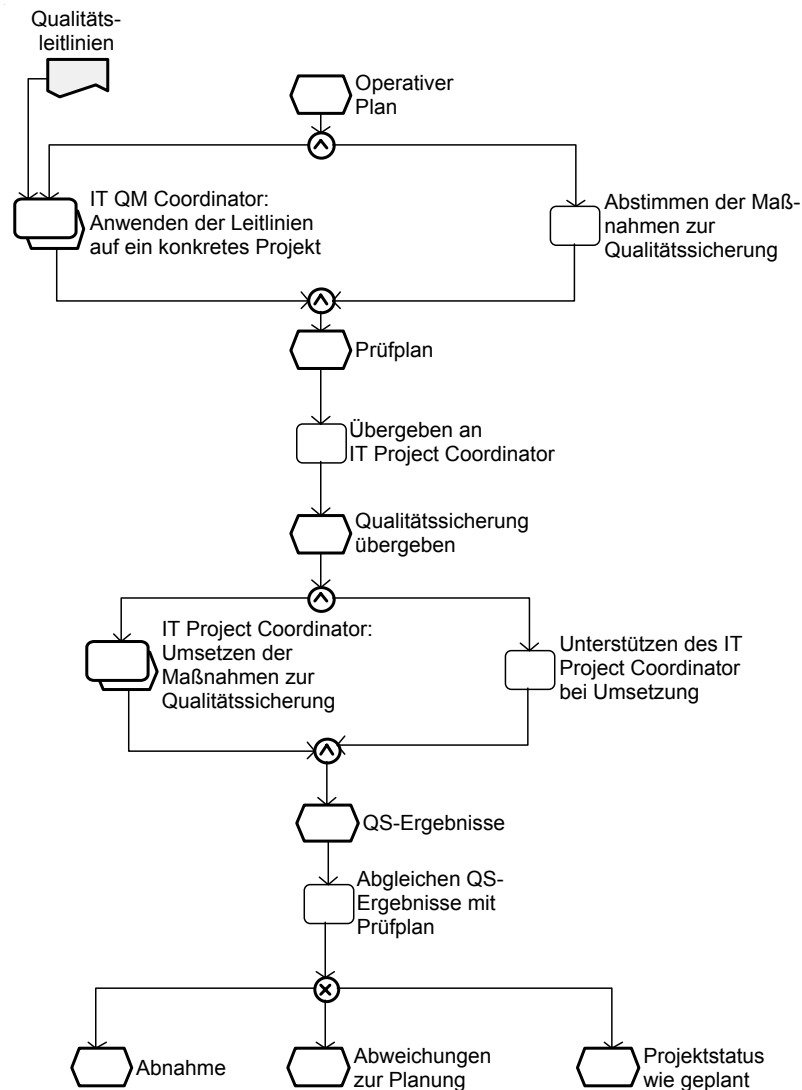 Qualitäts-
leitlinien
Operativer
Plan
IT QM Coordinator:
Anwenden der Leitlinien
auf ein konkretes Projekt
Abstimmen der Maß-
nahmen zur
Qualitätssicherung
Prüfplan
Übergeben an
IT Project Coordinator
Qualitätssicherung
übergeben
IT Project Coordinator:
Umsetzen der
Maßnahmen zur
Qualitätssicherung
Unterstützen des IT
Project Coordinator
bei Umsetzung
QS-Ergebnisse
Abgleichen QS-
Ergebnisse mit
Prüfplan
Abnahme
Abweichungen
zur Planung
Projektstatus
wie geplant